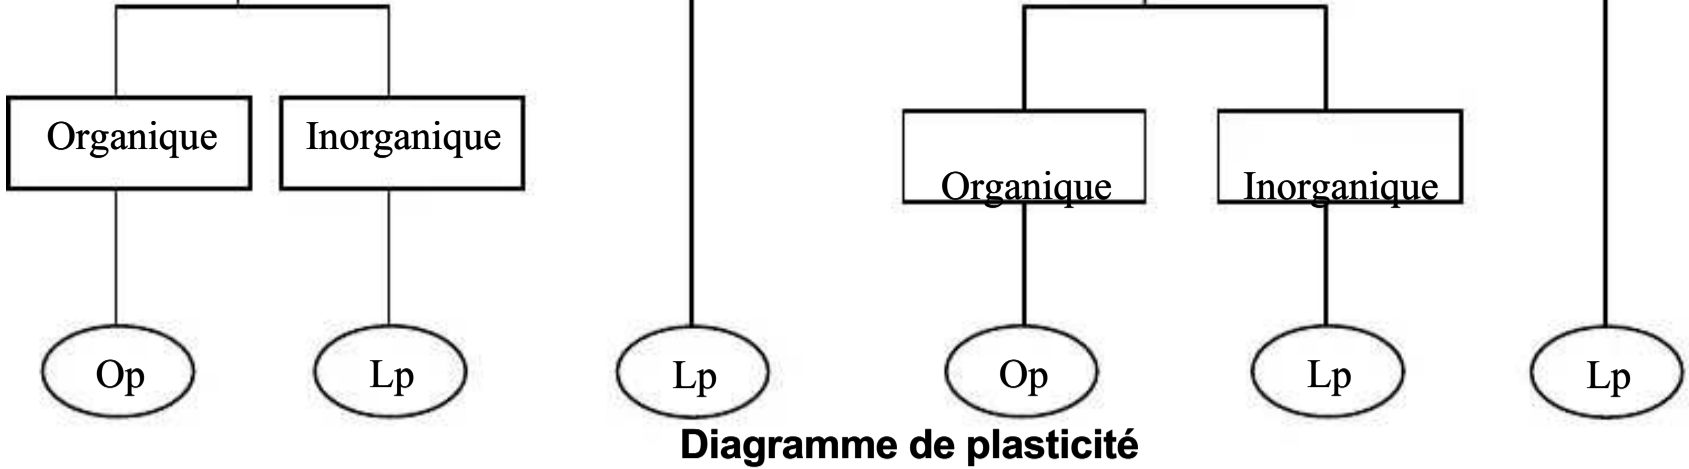 Organique Inorganique
Organique Inorganique
Op Lp Lp Op Lp Lp
Diagramme de plasticité